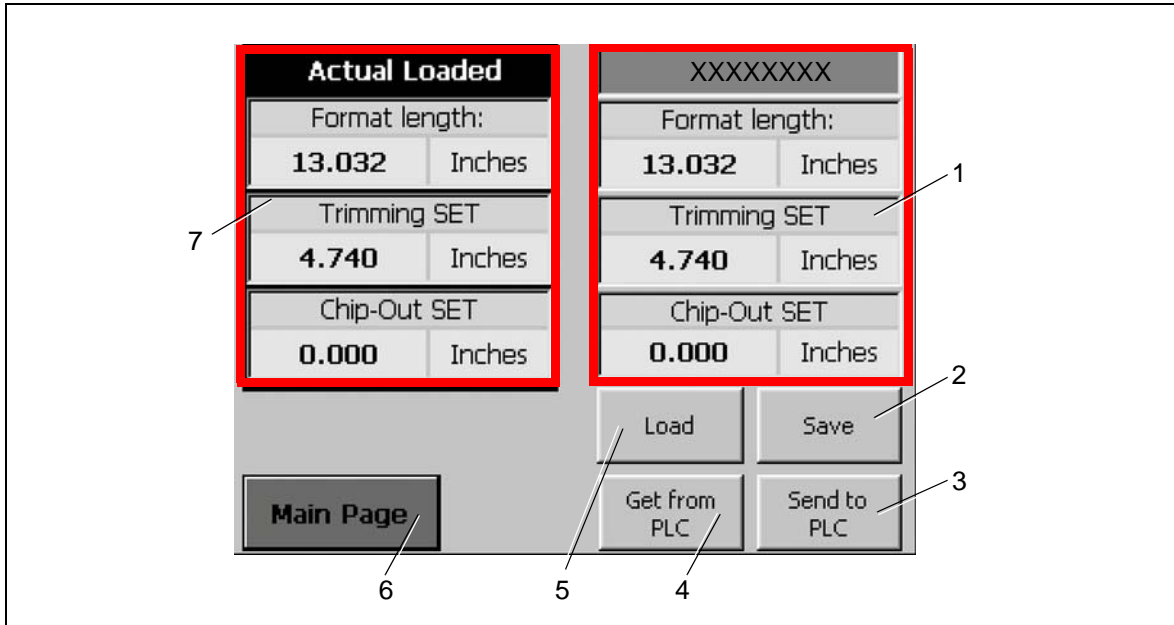 Actual Loaded
Format length:
13.032 Inches
Trimming SET
4.740 Inches
Chip-Out SET
0.000 Inches
XXXXXXXX
Format length:
13.032 Inches
Trimming SET
4.740 Inches
Chip-Out SET
0.000 Inches
Load
Save
Main Page
Get from
PLC
Send to
PLC
1
2
3
4
5
6
7